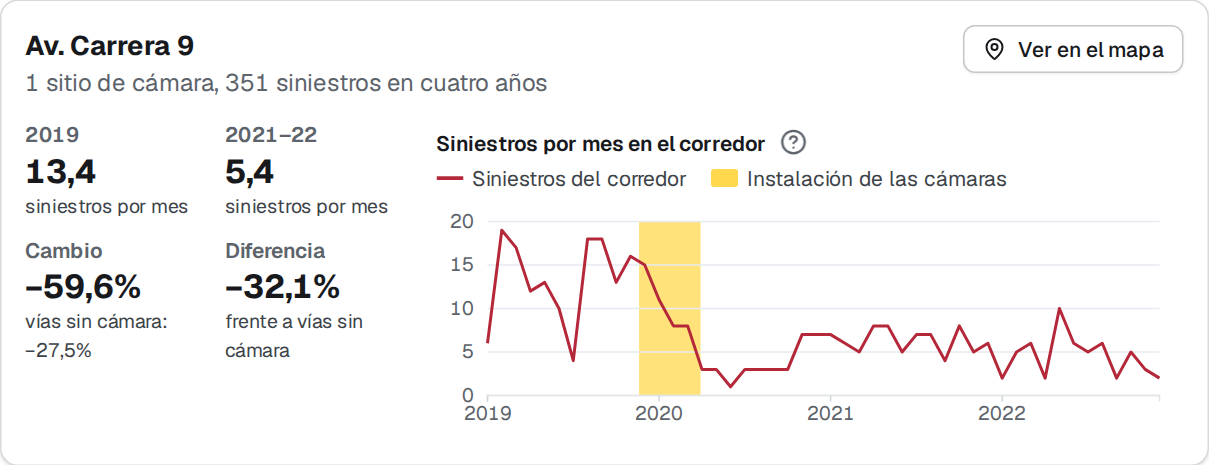 Av. Carrera 9
Ver en el mapa
1 sitio de cámara, 351 siniestros en cuatro años
2019
13,4
siniestros por mes
2021–22
5,4
siniestros por mes
Cambio
–59,6%
vías sin cámara:
–27,5%
Diferencia
–32,1%
frente a vías sin
cámara
Siniestros por mes en el corredor ?
Siniestros del corredor
Instalación de las cámaras
20
15
10
5
0
2019
2020
2021
2022